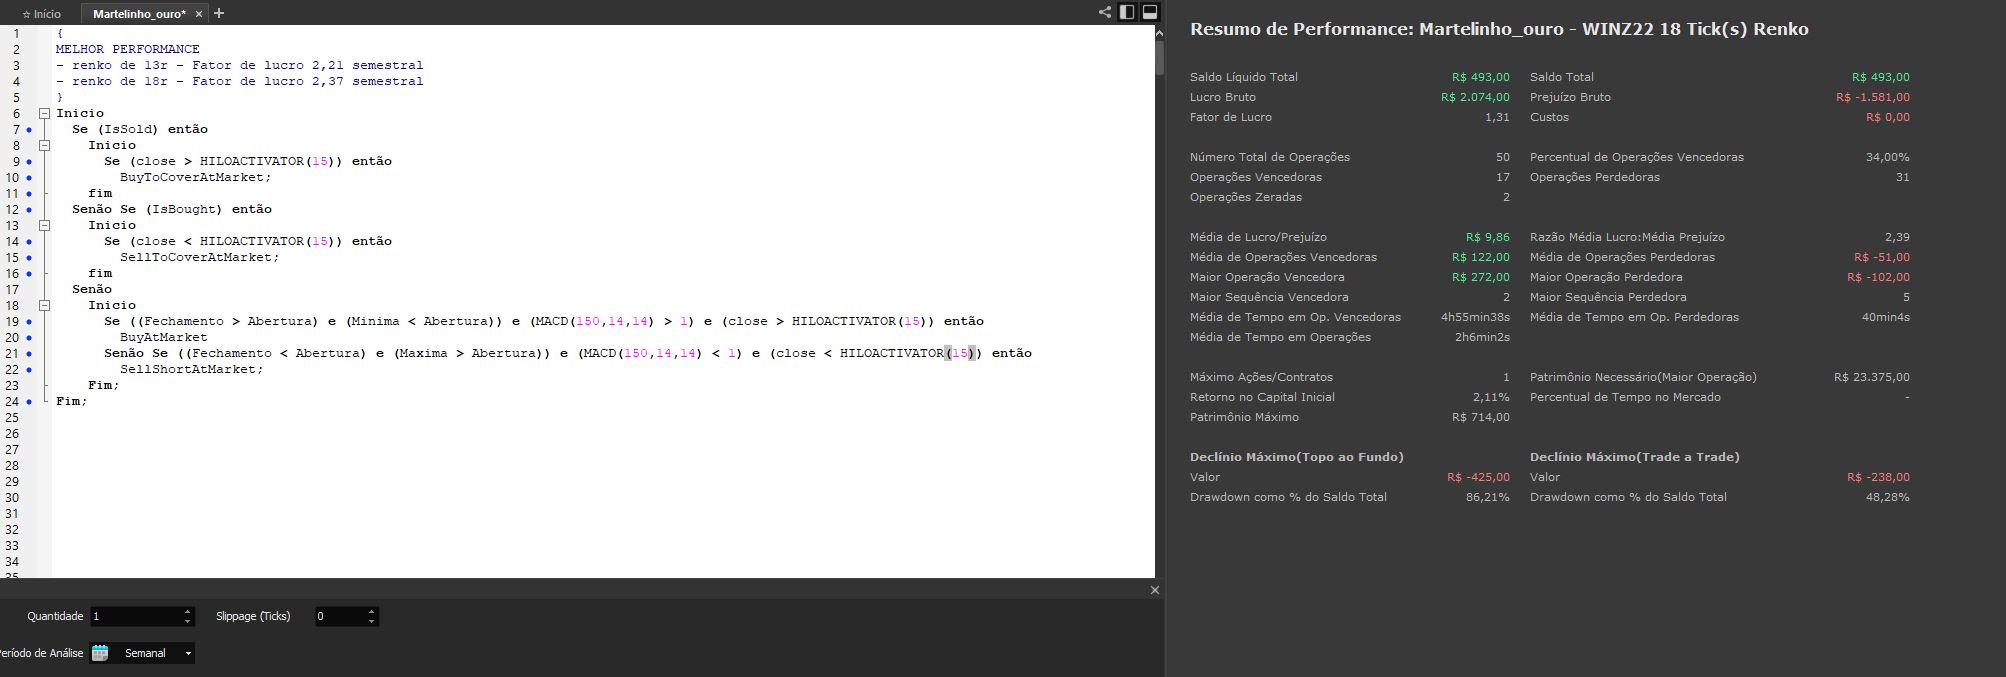 ☆ Início
Martelinho_ouro* × +
1 {
2 MELHOR PERFORMANCE
3 - renko de 13r - Fator de lucro 2,21 semestral
4 - renko de 18r - Fator de lucro 2,37 semestral
5 }
6 Inicio
7 Se (IsSold) então
8 Inicio
9 Se (close > HILOACTIVATOR(15)) então
10 BuyToCoverAtMarket;
11 fim
12 Senão Se (IsBought) então
13 Inicio
14 Se (close < HILOACTIVATOR(15)) então
15 SellToCoverAtMarket;
16 fim
17 Senão
18 Inicio
19 Se ((Fechamento > Abertura) e (Minima < Abertura)) e (MACD(150,14,14) > 1) e (close > HILOACTIVATOR(15)) então
20 BuyAtMarket
21 Senão Se ((Fechamento < Abertura) e (Maxima > Abertura)) e (MACD(150,14,14) < 1) e (close < HILOACTIVATOR(15)) então
22 SellShortAtMarket;
23 Fim;
24 Fim;
25
26
27
28
29
30
31
32
33
34
35
Quantidade 1 Slippage (Ticks) 0
eríodo de Análise Semanal
Resumo de Performance: Martelinho_ouro - WINZ22 18 Tick(s) Renko
Saldo Líquido Total R$ 493,00 Saldo Total R$ 493,00
Lucro Bruto R$ 2.074,00 Prejuízo Bruto R$ -1.581,00
Fator de Lucro 1,31 Custos R$ 0,00
Número Total de Operações 50 Percentual de Operações Vencedoras 34,00%
Operações Vencedoras 17 Operações Perdedoras 31
Operações Zeradas 2
Média de Lucro/Prejuízo R$ 9,86 Razão Média Lucro:Média Prejuízo 2,39
Média de Operações Vencedoras R$ 122,00 Média de Operações Perdedoras R$ -51,00
Maior Operação Vencedora R$ 272,00 Maior Operação Perdedora R$ -102,00
Maior Sequência Vencedora 2 Maior Sequência Perdedora 5
Média de Tempo em Op. Vencedoras 4h55min38s Média de Tempo em Op. Perdedoras 40min4s
Média de Tempo em Operações 2h6min2s
Máximo Ações/Contratos 1 Patrimônio Necessário(Maior Operação) R$ 23.375,00
Retorno no Capital Inicial 2,11% Percentual de Tempo no Mercado -
Patrimônio Máximo R$ 714,00
Declínio Máximo(Topo ao Fundo) Declínio Máximo(Trade a Trade)
Valor R$ -425,00 Valor R$ -238,00
Drawdown como % do Saldo Total 86,21% Drawdown como % do Saldo Total 48,28%